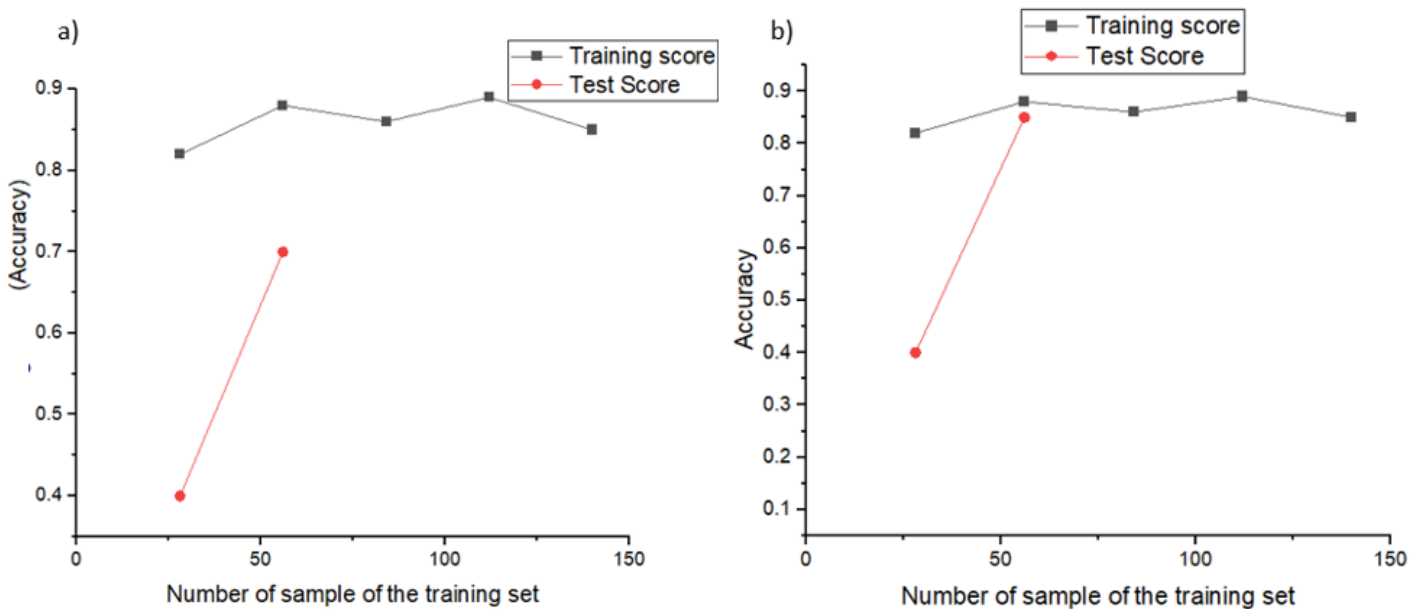 a)
Training score
Test Score
0.9
0.8
0.7
0.6
0.5
0.4
(Accuracy)
0
50
100
150
Number of sample of the training set
b)
Training score
Test Score
0.9
0.8
0.7
0.6
0.5
0.4
0.3
0.2
0.1
Accuracy
0
50
100
150
Number of sample of the training set